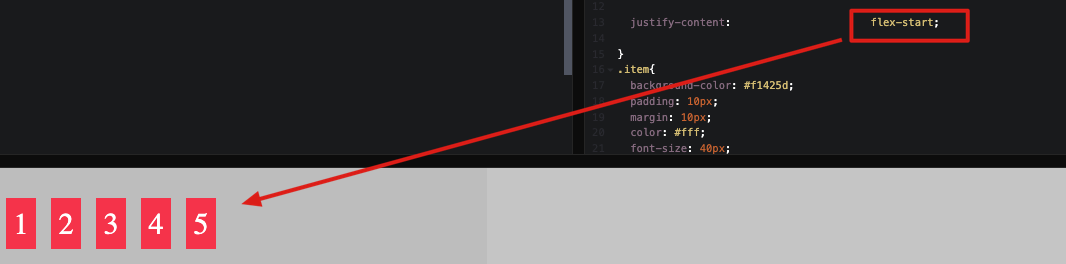 12
13 justify-content: flex-start;
14
15 }
16 .item{
17 background-color: #f1425d;
18 padding: 10px;
19 margin: 10px;
20 color: #fff;
21 font-size: 40px;
1 2 3 4 5